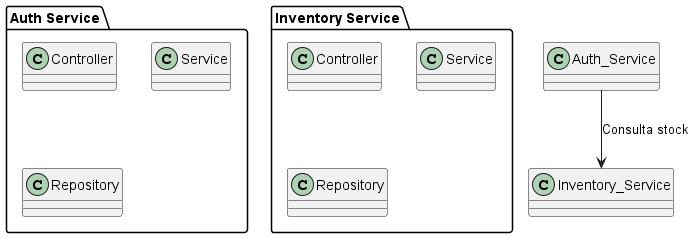 Auth Service
C Controller
C Service
C Repository
Inventory Service
C Controller
C Service
C Repository
C Auth_Service
Consulta stock
C Inventory_Service